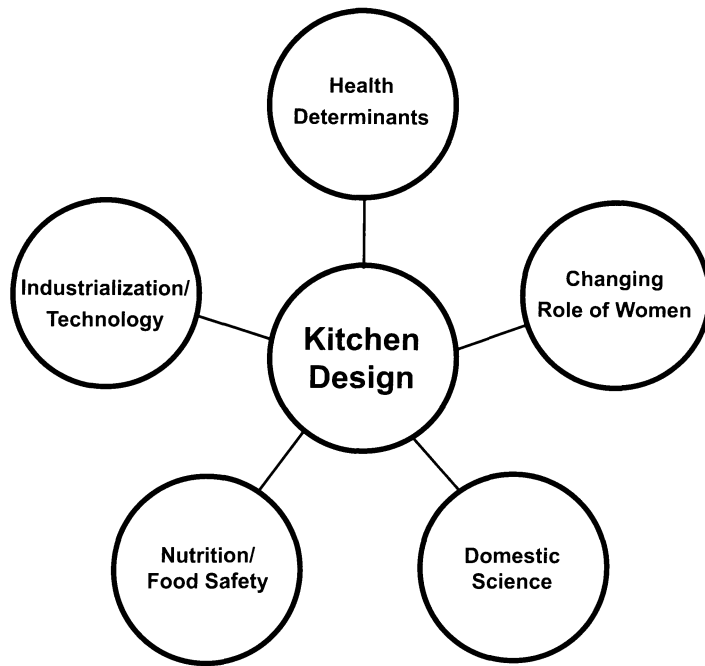 Health
Determinants
Industrialization/
Technology
Changing
Role of Women
Kitchen
Design
Nutrition/
Food Safety
Domestic
Science